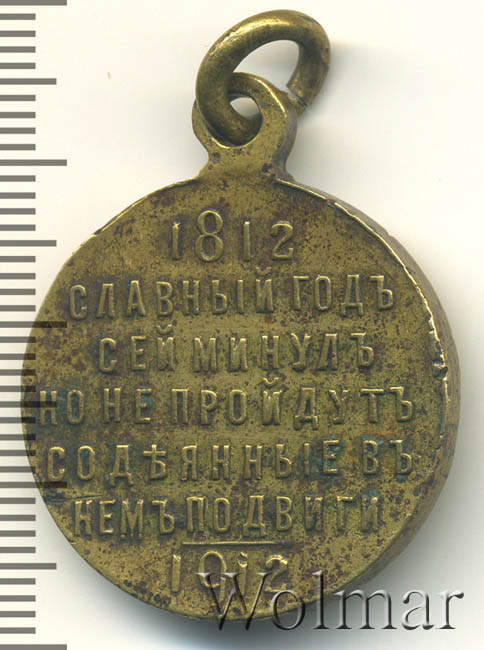 1812
СЛАВНЫЙ ГОДЪ
СЕЙ МИНУЛЪ
НО НЕ ПРОЙДУТЪ
СОДѢЯННЫЕ ВЪ
НЕМЪ ПОДВИГИ
1912
Wolmar